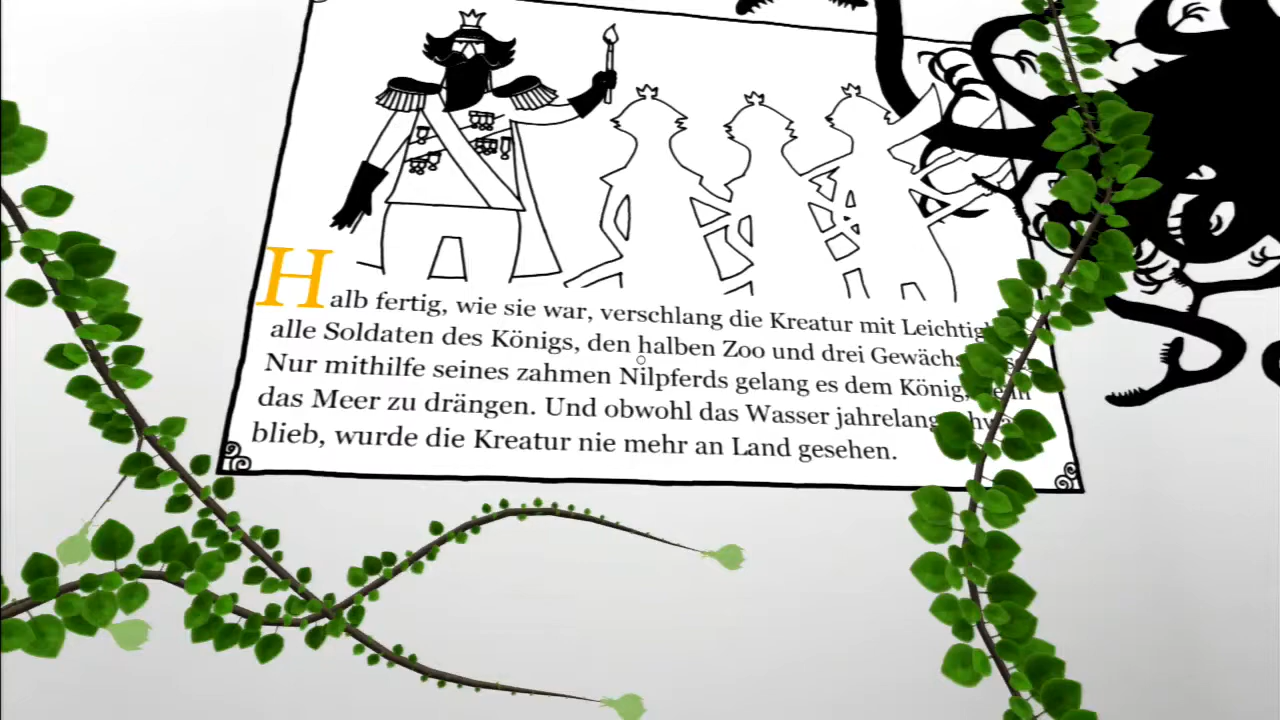 Halb fertig, wie sie war, verschlang die Kreatur mit
alle Soldaten des Königs, den halben Zoo und drei
Nur mithilfe seines zahmen Nilpferds gelang es dem König,
das Meer zu drängen. Und obwohl das Wasser jahrelang
blieb, wurde die Kreatur nie mehr an Land gesehen.